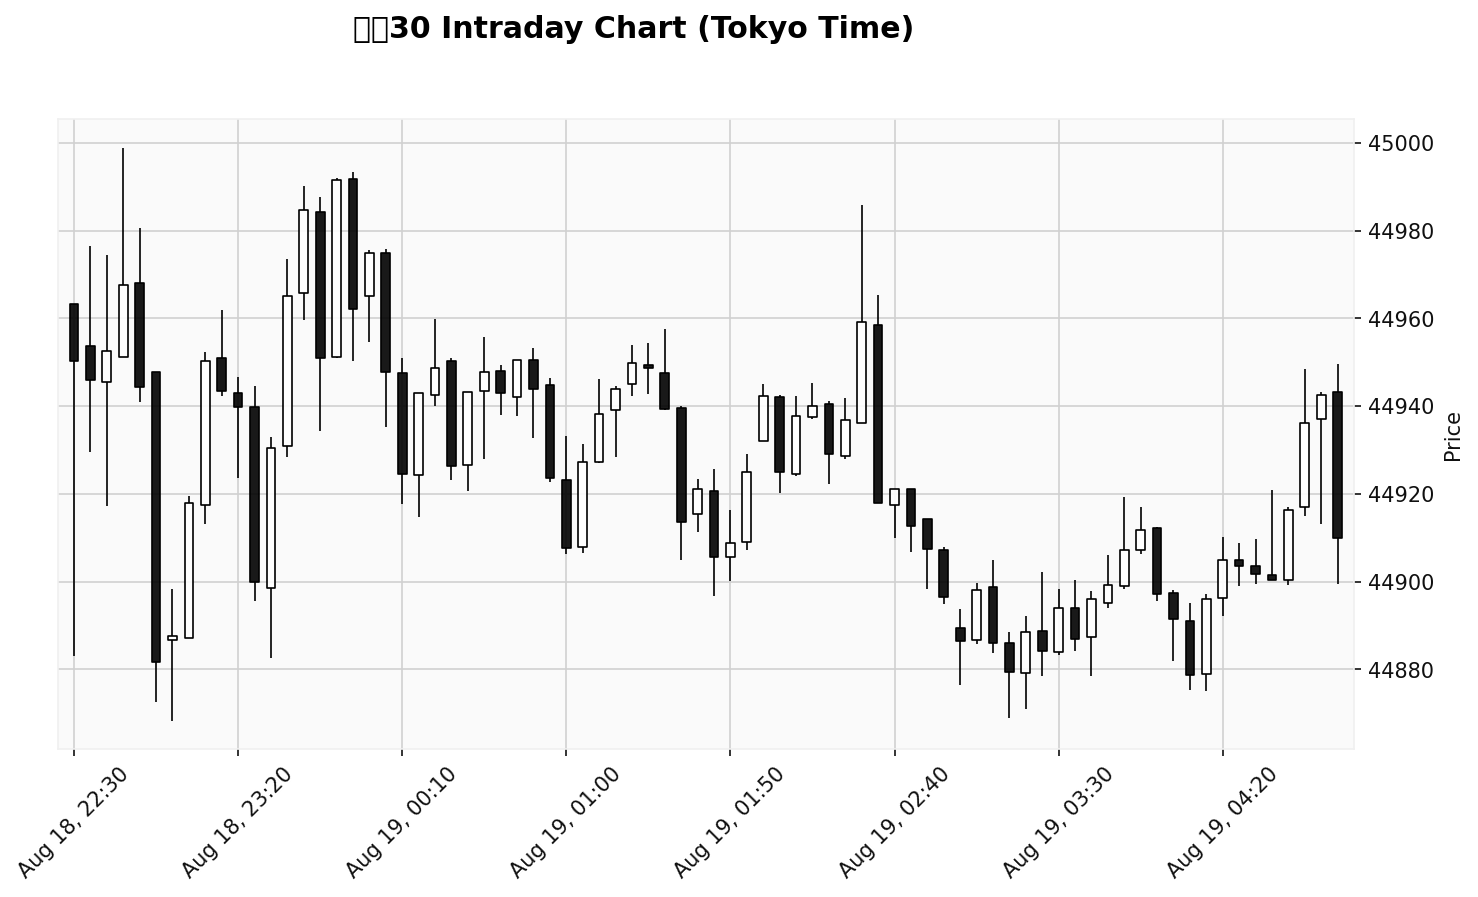 30 Intraday Chart (Tokyo Time)
45000
44980
44960
44940
44920
44900
44880
Price
Aug 18, 22:30
Aug 18, 23:20
Aug 19, 00:10
Aug 19, 01:00
Aug 19, 01:50
Aug 19, 02:40
Aug 19, 03:30
Aug 19, 04:20